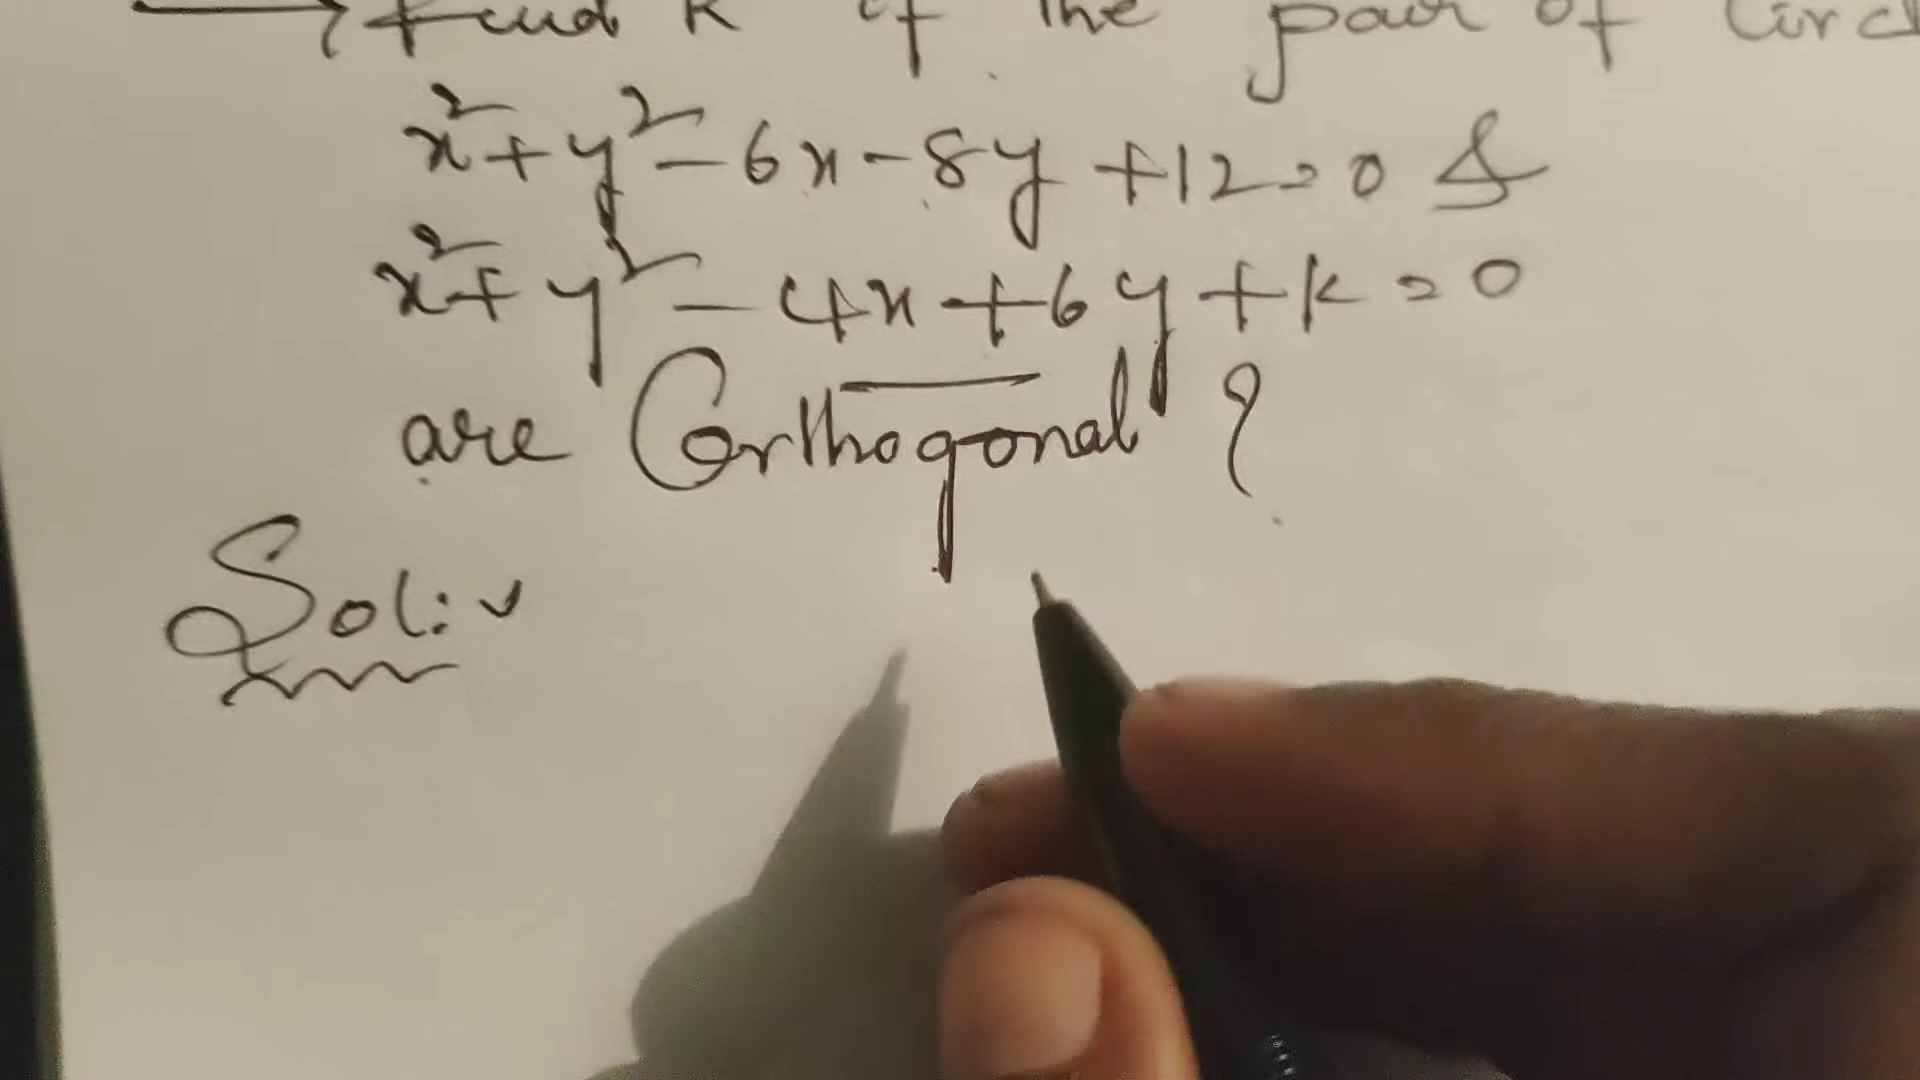 → find k if the pair of Circl
x²+y²-6x-8y+12=0 &
x²+y²-4x+6y+k=0
are Orthogonal ?
Sol: